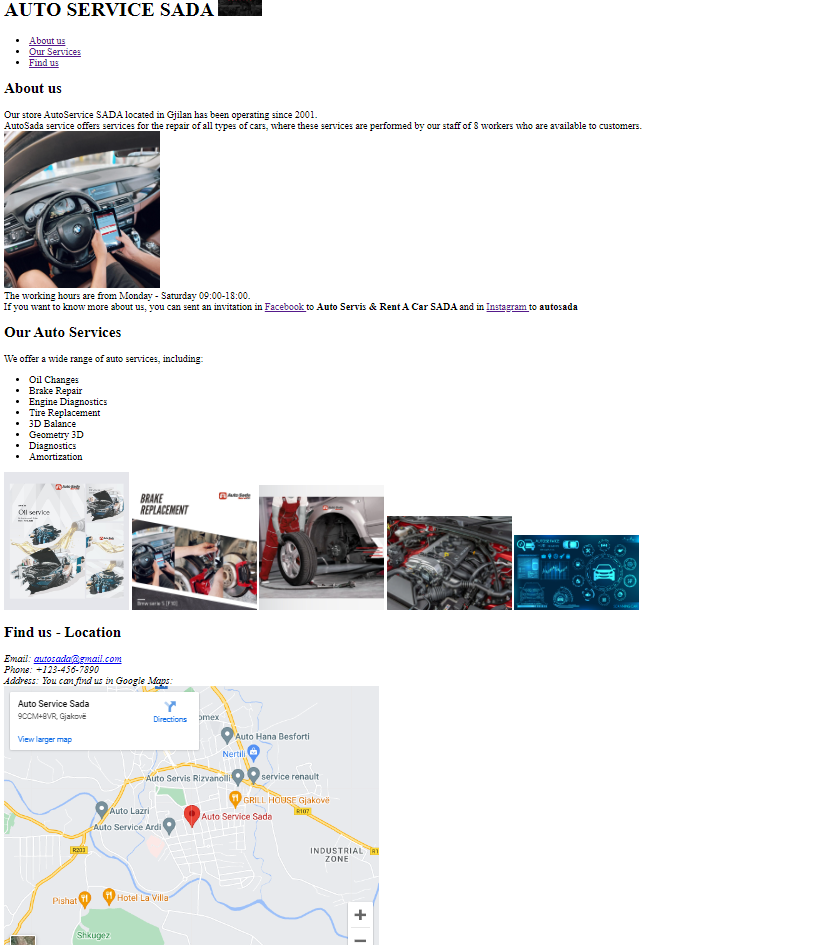 AUTO SERVICE SADA
About us
Our Services
Find us
About us
Our store AutoService SADA located in Gjilan has been operating since 2001.
AutoSada service offers services for the repair of all types of cars, where these services are performed by our staff of 8 workers who are available to customers.
The working hours are from Monday - Saturday 09:00-18:00.
If you want to know more about us, you can sent an invitation in Facebook to Auto Servis & Rent A Car SADA and in Instagram to autosada
Our Auto Services
We offer a wide range of auto services, including:
Oil Changes
Brake Repair
Engine Diagnostics
Tire Replacement
3D Balance
Geometry 3D
Diagnostics
Amortization
Auto Sada
Oil service
BRAKE
REPLACEMENT
Auto Sada
Find us - Location
Email: autosada@gmail.com
Phone: +123-456-7890
Address: You can find us in Google Maps:
Auto Service Sada
9CCM+8VR, Gjakovë
Directions
View larger map
omex
Auto Hana Besforti
Nertili
Auto Servis Rizvanolli
service renault
GRILL HOUSE Gjakovë
R107
Auto Lazri
Auto Service Sada
Auto Service Ardi
R203
INDUSTRIAL
ZONE
R1
Pishat
Hotel La Villa
Shkugez
+
−